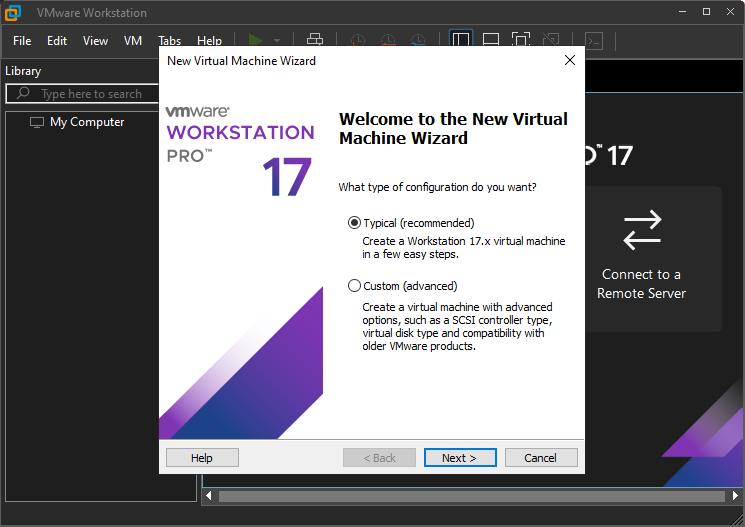 VMware Workstation
File Edit View VM Tabs Help
Library
Type here to search
My Computer
New Virtual Machine Wizard
vmware®
WORKSTATION
PRO™
17
Welcome to the New Virtual
Machine Wizard
What type of configuration do you want?
Typical (recommended)
Create a Workstation 17.x virtual machine
in a few easy steps.
Custom (advanced)
Create a virtual machine with advanced
options, such as a SCSI controller type,
virtual disk type and compatibility with
older VMware products.
Help
< Back
Next >
Cancel
™ 17
Connect to a
Remote Server